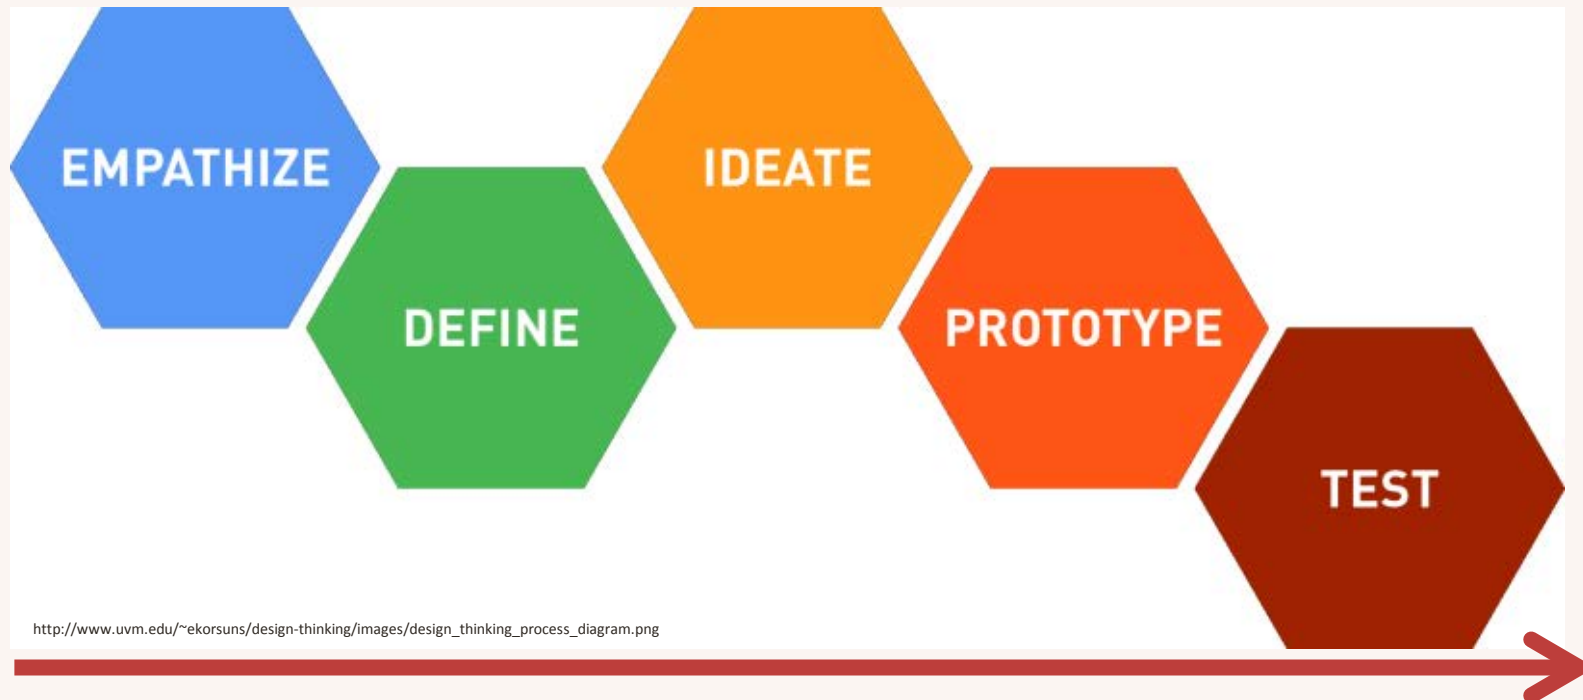 EMPATHIZE
DEFINE
IDEATE
PROTOTYPE
TEST
http://www.uvm.edu/~ekorsuns/design-thinking/images/design_thinking_process_diagram.png